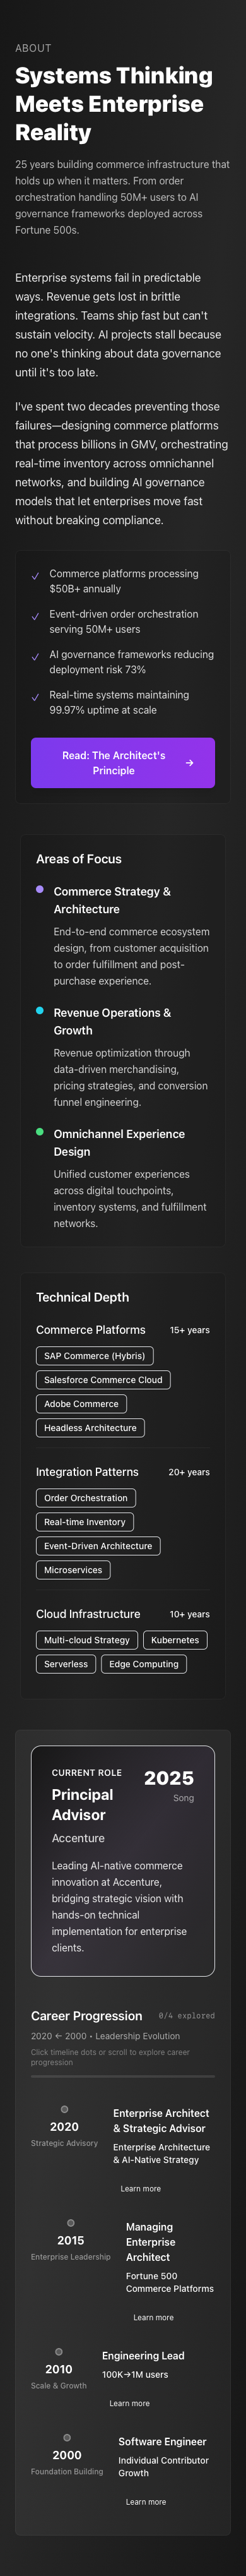 ABOUT
Systems Thinking
Meets Enterprise
Reality
25 years building commerce infrastructure that
holds up when it matters. From order
orchestration handling 50M+ users to AI
governance frameworks deployed across
Fortune 500s.
Enterprise systems fail in predictable
ways. Revenue gets lost in brittle
integrations. Teams ship fast but can't
sustain velocity. AI projects stall because
no one's thinking about data governance
until it's too late.
I've spent two decades preventing those
failures—designing commerce platforms
that process billions in GMV, orchestrating
real-time inventory across omnichannel
networks, and building AI governance
models that let enterprises move fast
without breaking compliance.
✓ Commerce platforms processing
$50B+ annually
✓ Event-driven order orchestration
serving 50M+ users
✓ AI governance frameworks reducing
deployment risk 73%
✓ Real-time systems maintaining
99.97% uptime at scale
Read: The Architect's →
Principle
Areas of Focus
Commerce Strategy &
Architecture
End-to-end commerce ecosystem
design, from customer acquisition
to order fulfillment and post-
purchase experience.
Revenue Operations &
Growth
Revenue optimization through
data-driven merchandising,
pricing strategies, and conversion
funnel engineering.
Omnichannel Experience
Design
Unified customer experiences
across digital touchpoints,
inventory systems, and fulfillment
networks.
Technical Depth
Commerce Platforms 15+ years
SAP Commerce (Hybris)
Salesforce Commerce Cloud
Adobe Commerce
Headless Architecture
Integration Patterns 20+ years
Order Orchestration
Real-time Inventory
Event-Driven Architecture
Microservices
Cloud Infrastructure 10+ years
Multi-cloud Strategy Kubernetes
Serverless Edge Computing
CURRENT ROLE 2025
Principal Song
Advisor
Accenture
Leading AI-native commerce
innovation at Accenture,
bridging strategic vision with
hands-on technical
implementation for enterprise
clients.
Career Progression 0/4 explored
2020 ← 2000 • Leadership Evolution
Click timeline dots or scroll to explore career
progression
2020
Strategic Advisory
Enterprise Architect
& Strategic Advisor
Enterprise Architecture
& AI-Native Strategy
Learn more
2015
Enterprise Leadership
Managing
Enterprise
Architect
Fortune 500
Commerce Platforms
Learn more
2010
Scale & Growth
Engineering Lead
100K→1M users
Learn more
2000
Foundation Building
Software Engineer
Individual Contributor
Growth
Learn more